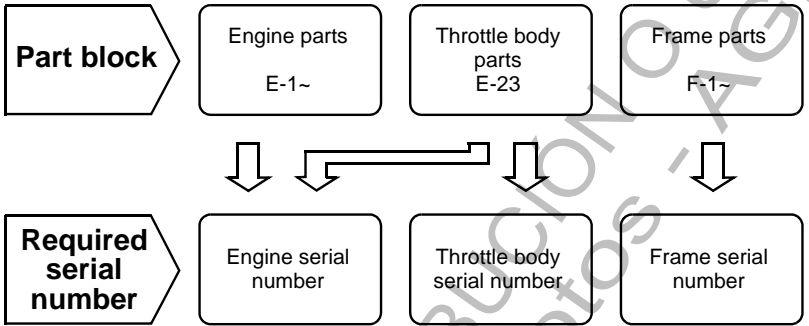 Part block
Engine parts
E-1~
Throttle body
parts
E-23
Frame parts
F-1~
Required
serial
number
Engine serial
number
Throttle body
serial number
Frame serial
number